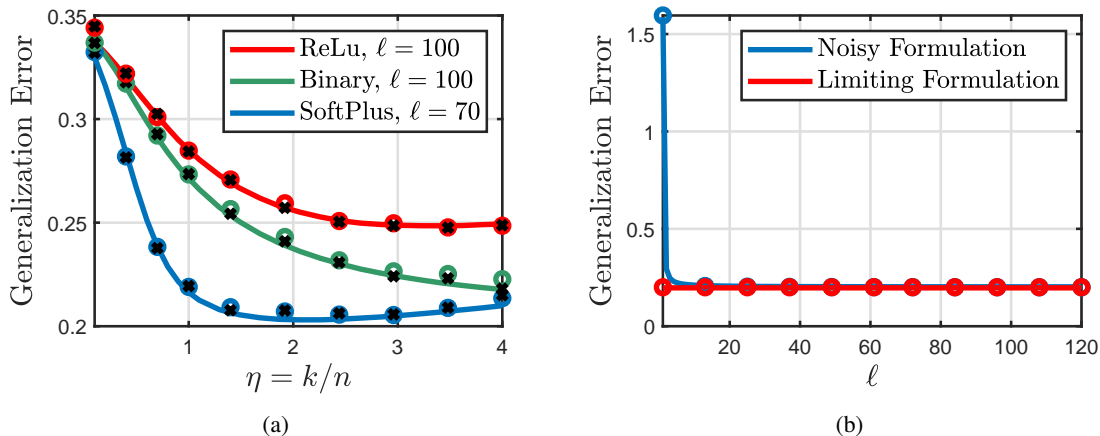 0.35
0.3
0.25
0.2
Generalization Error
1
2
3
4
η = k/n
ReLu, ℓ = 100
Binary, ℓ = 100
SoftPlus, ℓ = 70
(a)
1.5
1
0.5
0
Generalization Error
20
40
60
80
100
120
ℓ
Noisy Formulation
Limiting Formulation
(b)